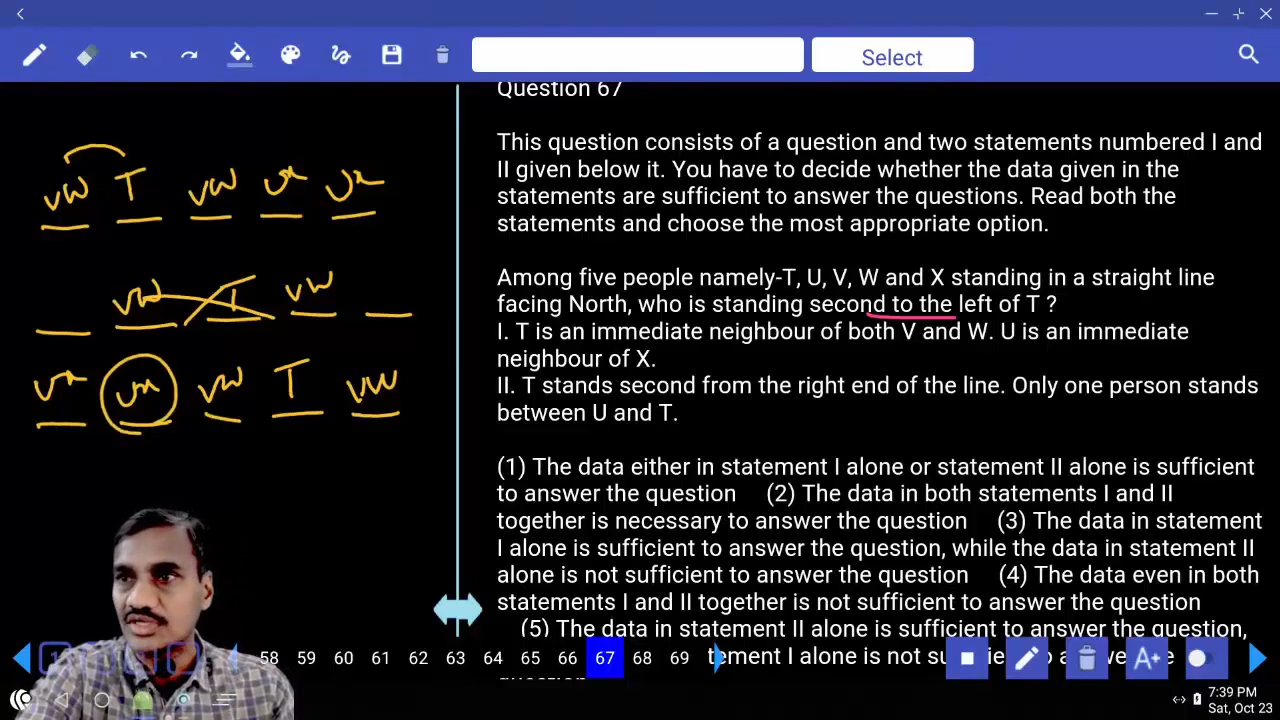 Select
Question 67
This question consists of a question and two statements numbered I and
II given below it. You have to decide whether the data given in the
statements are sufficient to answer the questions. Read both the
statements and choose the most appropriate option.
Among five people namely-T, U, V, W and X standing in a straight line
facing North, who is standing second to the left of T ?
I. T is an immediate neighbour of both V and W. U is an immediate
neighbour of X.
II. T stands second from the right end of the line. Only one person stands
between U and T.
(1) The data either in statement I alone or statement II alone is sufficient
to answer the question (2) The data in both statements I and II
together is necessary to answer the question (3) The data in statement
I alone is sufficient to answer the question, while the data in statement II
alone is not sufficient to answer the question (4) The data even in both
statements I and II together is not sufficient to answer the question
(5) The data in statement II alone is sufficient to answer the question,
VW T VW UX UX
VW T VW
UX UX VW T VW
58 59 60 61 62 63 64 65 66 67 68 69
A+
7:39 PM
Sat, Oct 23